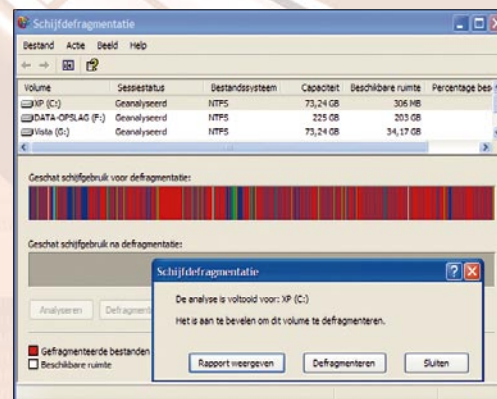 Schijfdefragmentatie
Bestand Actie Beeld Help
Volume Sessiestatus Bestandssysteem Capaciteit Beschikbare ruimte Percentage bes
XP (C:) Geanalyseerd NTFS 73,24 GB 306 MB
DATA-OPSLAG (F:) Geanalyseerd NTFS 225 GB 203 GB
Vista (G:) Geanalyseerd NTFS 73,24 GB 34,17 GB
Geschat schijfgebruik voor defragmentatie:
Geschat schijfgebruik na defragmentatie:
Schijfdefragmentatie
De analyse is voltooid voor: XP (C:)
Het is aan te bevelen om dit volume te defragmenteren.
Analyseren Defragment
Gefragmenteerde bestanden
Beschikbare ruimte
Rapport weergeven Defragmenteren Sluiten